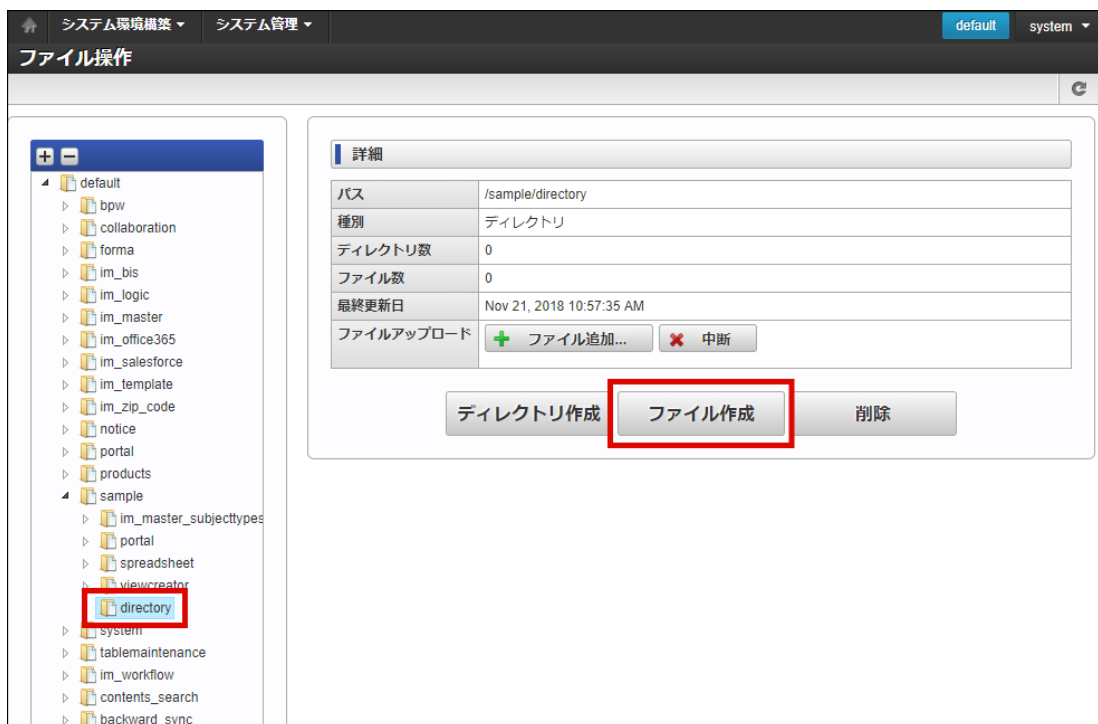 システム環境構築 システム管理 default system
ファイル操作
default
bpw
collaboration
forma
im_bis
im_logic
im_master
im_office365
im_salesforce
im_template
im_zip_code
notice
portal
products
sample
im_master_subjecttypes
portal
spreadsheet
viewcreator
directory
system
tablemaintenance
im_workflow
contents_search
backward_sync
詳細
パス /sample/directory
種別 ディレクトリ
ディレクトリ数 0
ファイル数 0
最終更新日 Nov 21, 2018 10:57:35 AM
ファイルアップロード ファイル追加... 中断
ディレクトリ作成 ファイル作成 削除